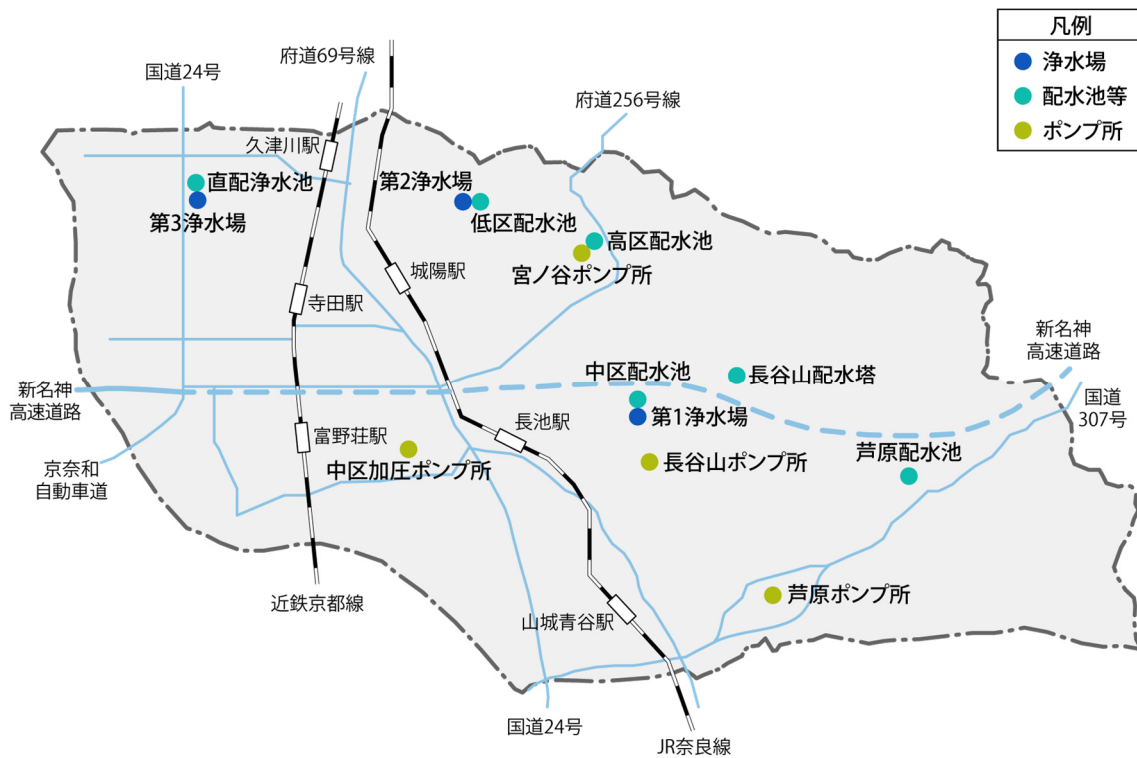 凡例
浄水場
配水池等
ポンプ所
府道69号線
国道24号
府道256号線
久津川駅
直配浄水池
第3浄水場
第2浄水場
低区配水池
高区配水池
宮ノ谷ポンプ所
城陽駅
寺田駅
新名神
高速道路
国道
307号
中区配水池
長谷山配水塔
新名神
高速道路
第1浄水場
長池駅
富野荘駅
中区加圧ポンプ所
長谷山ポンプ所
芦原配水池
京奈和
自動車道
近鉄京都線
芦原ポンプ所
山城青谷駅
国道24号
JR奈良線